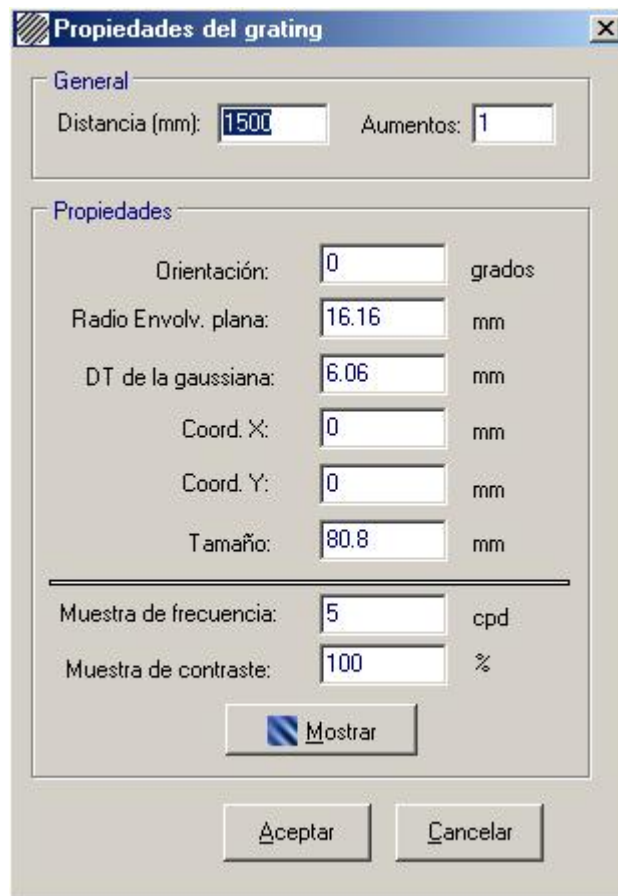 Propiedades del grating
General
Distancia (mm): 1500 Aumentos: 1
Propiedades
Orientación: 0 grados
Radio Envolv. plana: 16.16 mm
DT de la gaussiana: 6.06 mm
Coord. X: 0 mm
Coord. Y: 0 mm
Tamaño: 80.8 mm
Muestra de frecuencia: 5 cpd
Muestra de contraste: 100 %
Mostrar
Aceptar Cancelar